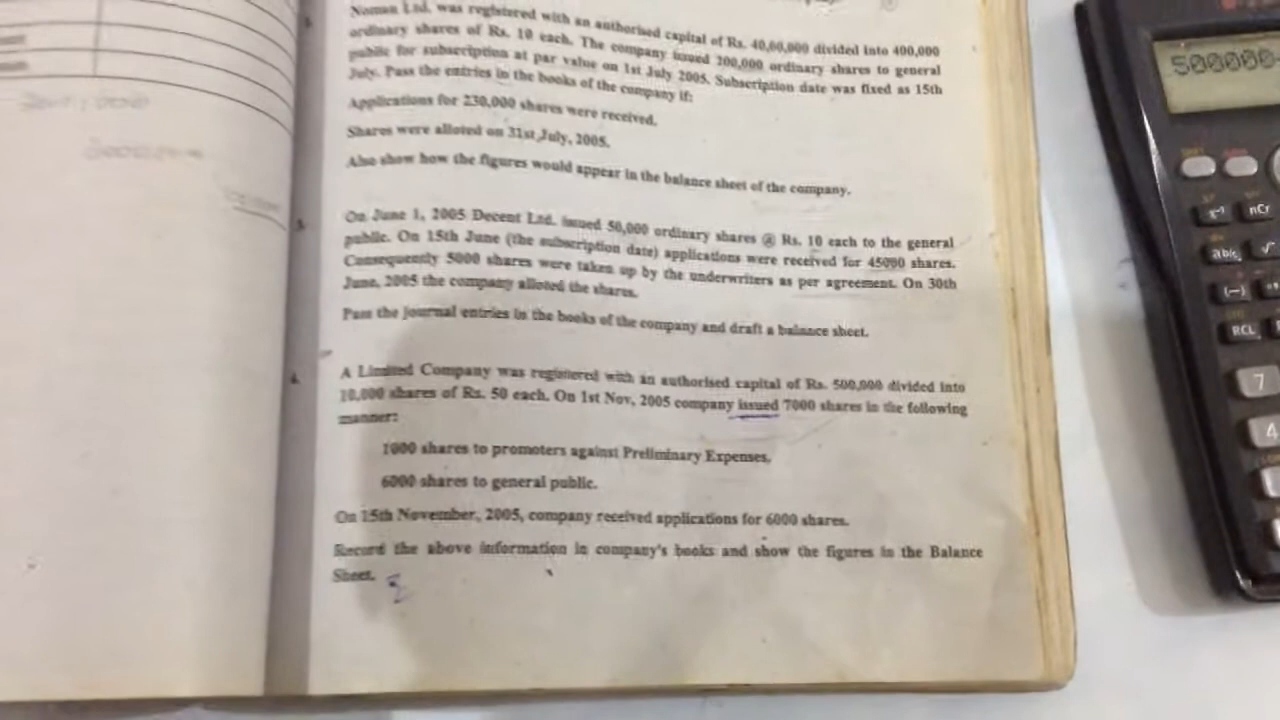 Noman Ltd. was registered with an authorised capital of Rs. 40,00,000 divided into 400,000
ordinary shares of Rs. 10 each. The company issued 200,000 ordinary shares to general
public for subscription at par value on 1st July 2005. Subscription date was fixed as 15th
July. Pass the entries in the books of the company if:
Applications for 230,000 shares were received.
Shares were alloted on 31st July, 2005.
Also show how the figures would appear in the balance sheet of the company.
3.
On June 1, 2005 Decent Ltd. issued 50,000 ordinary shares @ Rs. 10 each to the general
public. On 15th June (the subscription date) applications were received for 45000 shares.
Consequently 5000 shares were taken up by the underwriters as per agreement. On 30th
June, 2005 the company alloted the shares.
Pass the journal entries in the books of the company and draft a balance sheet.
4.
A Limited Company was registered with an authorised capital of Rs. 500,000 divided into
10,000 shares of Rs. 50 each. On 1st Nov, 2005 company issued 7000 shares in the following
manner:
1000 shares to promoters against Preliminary Expenses.
6000 shares to general public.
On 15th November, 2005, company received applications for 6000 shares.
Record the above information in company's books and show the figures in the Balance
Sheet.
500000
nCr
RCL
(-)
7
4